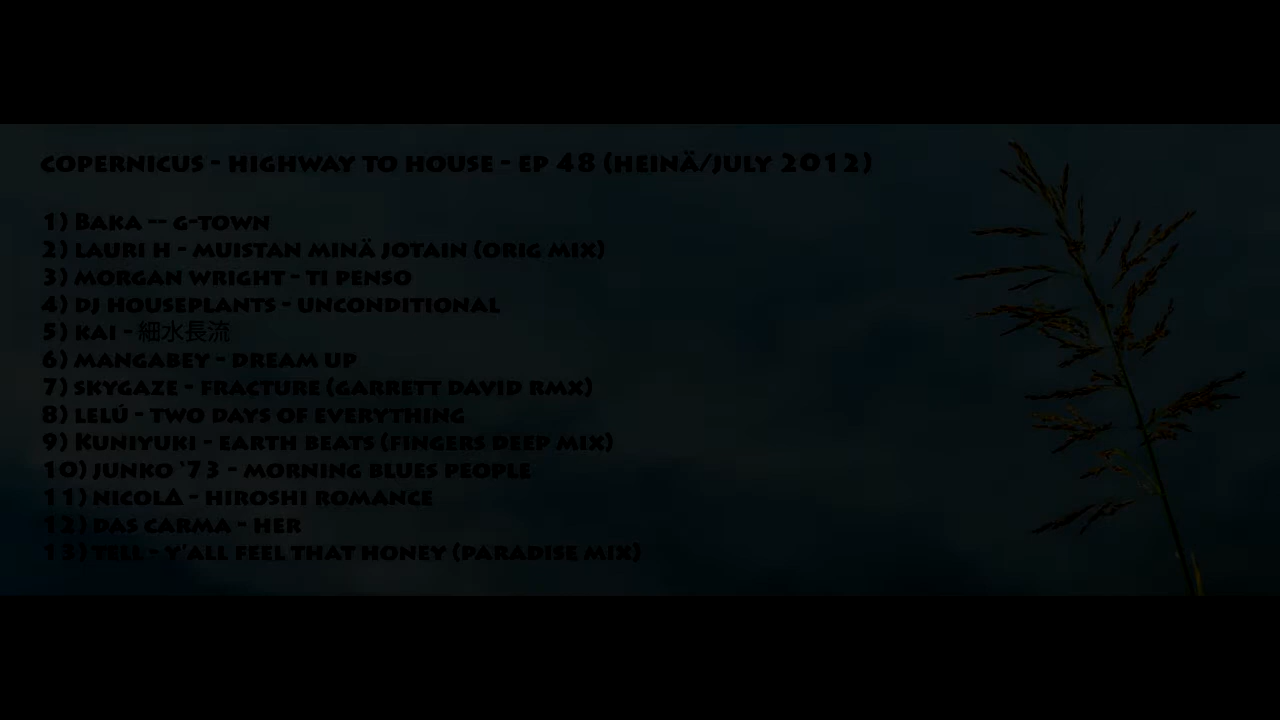 COPERNICUS - HIGHWAY TO HOUSE - EP 48 (HEINÄ/JULY 2012)
1) BAKA -- G-TOWN
2) LAURI H - MUISTAN MINÄ JOTAIN (ORIG MIX)
3) MORGAN WRIGHT - TI PENSO
4) DJ HOUSEPLANTS - UNCONDITIONAL
5) KAI - 細水長流
6) MANGABEY - DREAM UP
7) SKYGAZE - FRACTURE (GARRETT DAVID RMX)
8) LELÚ - TWO DAYS OF EVERYTHING
9) KUNIYUKI - EARTH BEATS (FINGERS DEEP MIX)
10) JUNKO '73 - MORNING BLUES PEOPLE
11) NICOLΔ - HIROSHI ROMANCE
12) DAS CARMA - HER
13) TELL - Y'ALL FEEL THAT HONEY (PARADISE MIX)